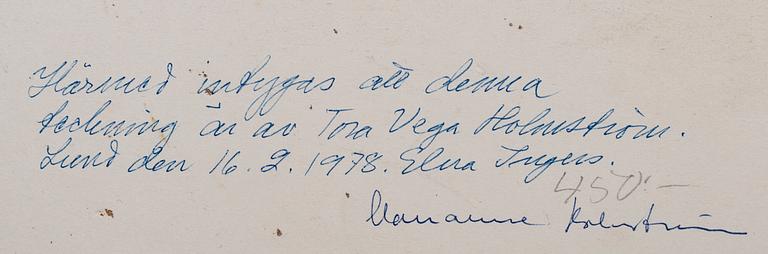 Härmed intygas att denna
teckning är av Tora Vega Holmström.
Lund den 16.2.1978. Elna Ingers.
450:-
Marianne Holmström